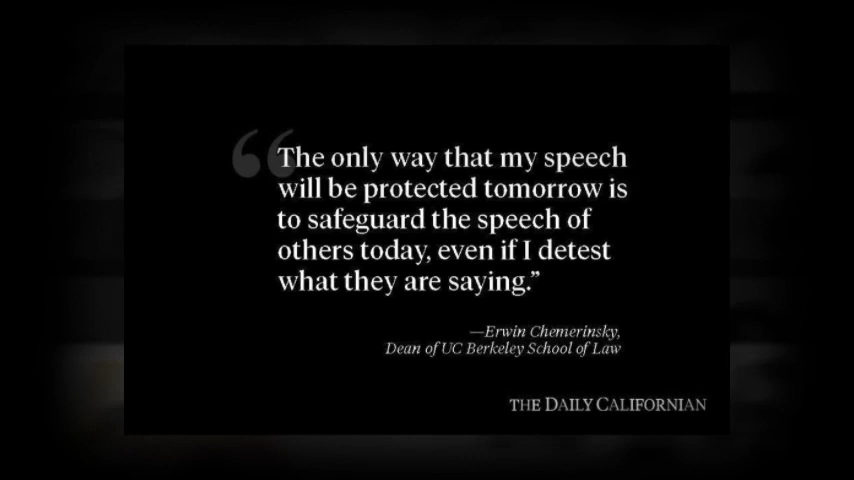 “The only way that my speech
will be protected tomorrow is
to safeguard the speech of
others today, even if I detest
what they are saying.”
—Erwin Chemerinsky,
Dean of UC Berkeley School of Law
THE DAILY CALIFORNIAN